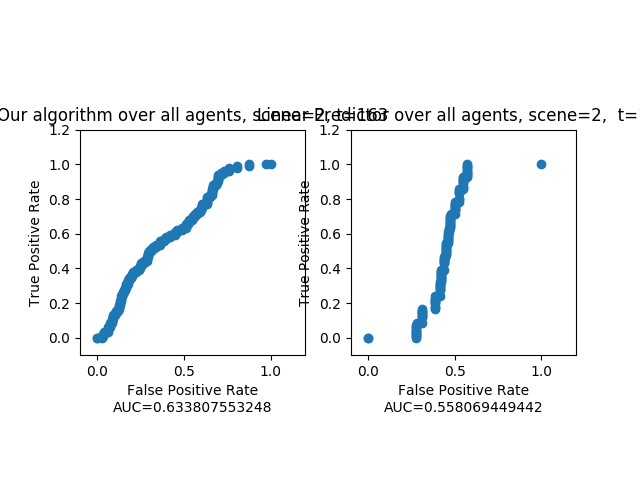 Our algorithm over all agents, scene=2, t=163
Linear Predictor over all agents, scene=2, t=
True Positive Rate
1.2
1.0
0.8
0.6
0.4
0.2
0.0
0.0 0.5 1.0
False Positive Rate
AUC=0.633807553248
True Positive Rate
1.2
1.0
0.8
0.6
0.4
0.2
0.0
0.0 0.5 1.0
False Positive Rate
AUC=0.558069449442